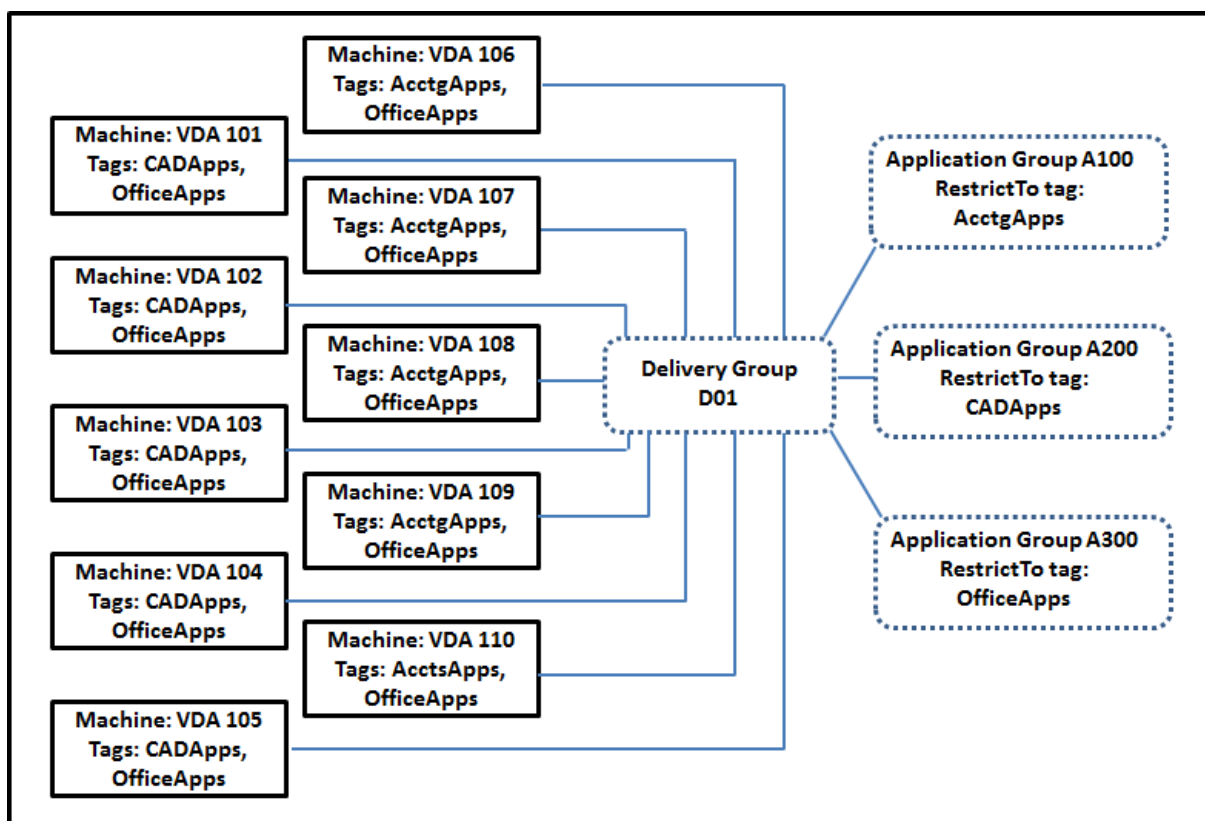 Machine: VDA 106
Tags: AcctgApps,
OfficeApps
Machine: VDA 101
Tags: CADApps,
OfficeApps
Machine: VDA 107
Tags: AcctgApps,
OfficeApps
Machine: VDA 102
Tags: CADApps,
OfficeApps
Machine: VDA 108
Tags: AcctgApps,
OfficeApps
Machine: VDA 103
Tags: CADApps,
OfficeApps
Machine: VDA 109
Tags: AcctgApps,
OfficeApps
Machine: VDA 104
Tags: CADApps,
OfficeApps
Machine: VDA 110
Tags: AcctsApps,
OfficeApps
Machine: VDA 105
Tags: CADApps,
OfficeApps
Delivery Group
D01
Application Group A100
RestrictTo tag:
AcctgApps
Application Group A200
RestrictTo tag:
CADApps
Application Group A300
RestrictTo tag:
OfficeApps